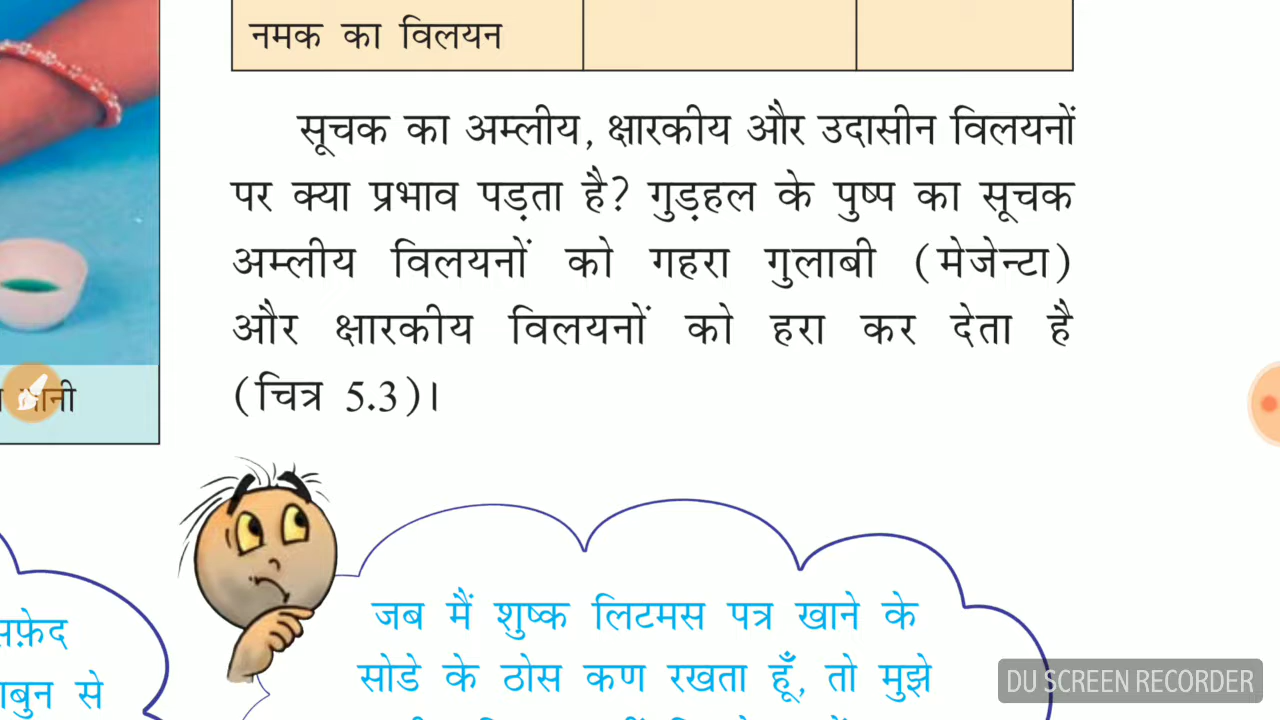 नमक का विलयन
सूचक का अम्लीय, क्षारकीय और उदासीन विलयनों
पर क्या प्रभाव पड़ता है? गुड़हल के पुष्प का सूचक
अम्लीय विलयनों को गहरा गुलाबी (मेजेन्टा)
और क्षारकीय विलयनों को हरा कर देता है
(चित्र 5.3)।
जब मैं शुष्क लिटमस पत्र खाने के
सोडे के ठोस कण रखता हूँ, तो मुझे
से
DU SCREEN RECORDER